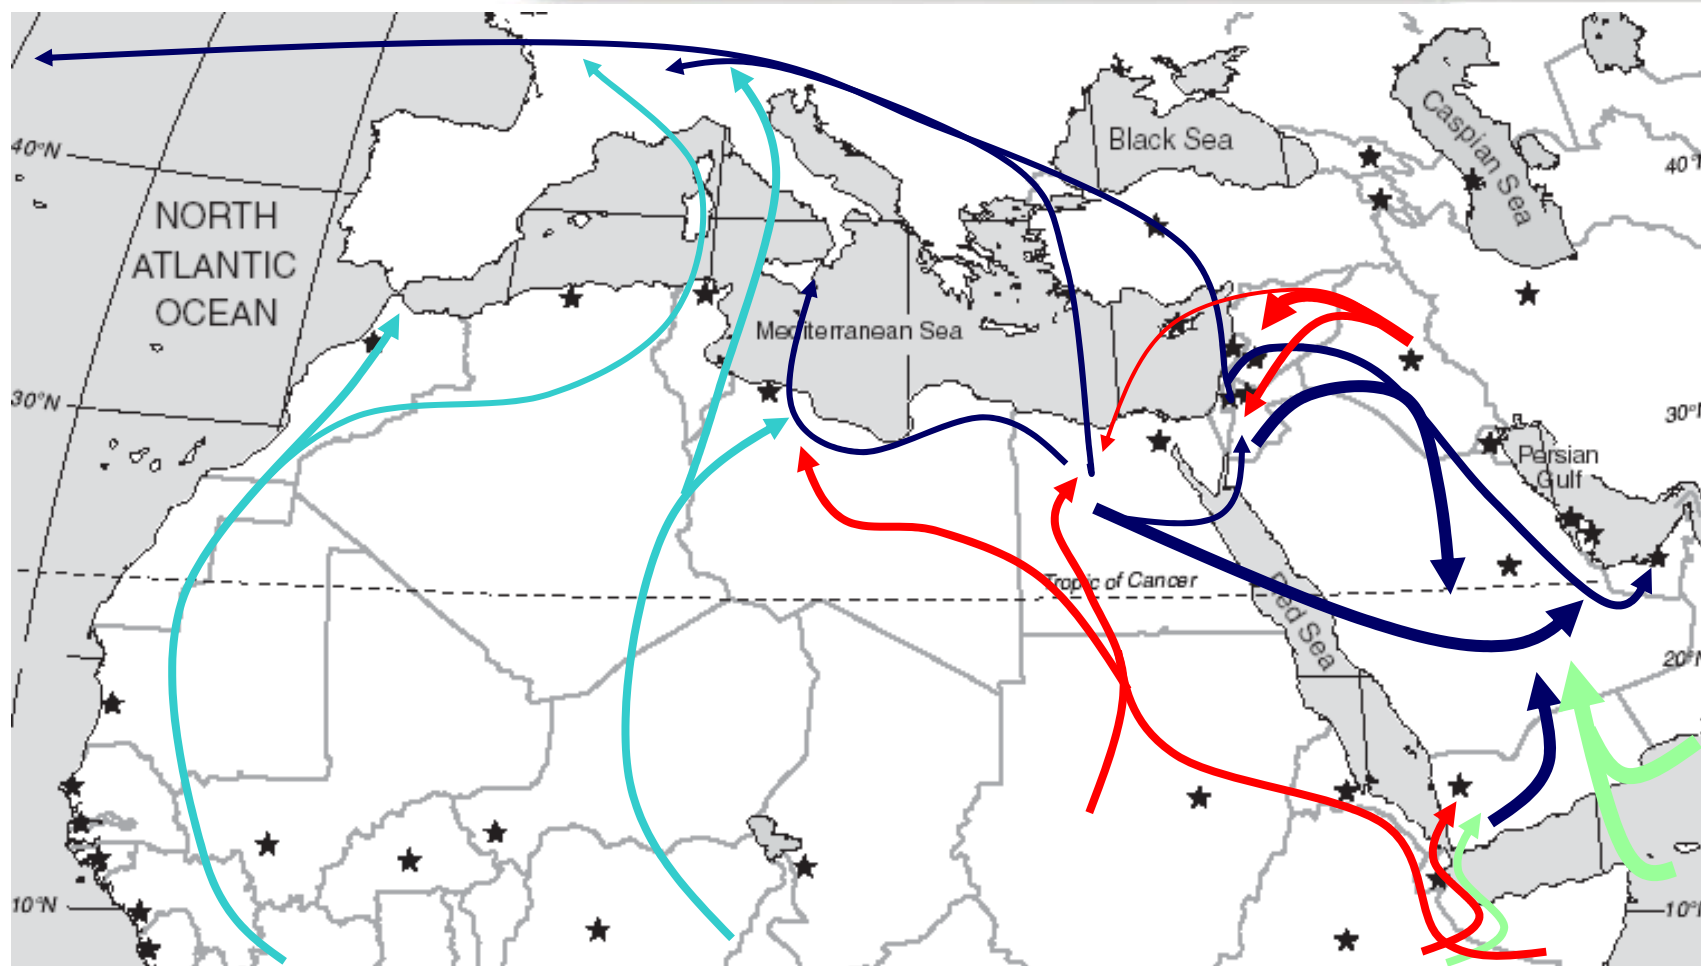 40°N
NORTH
ATLANTIC
OCEAN
Black Sea
Caspian Sea
40°
Mediterranean Sea
30°N
30°N
Persian
Gulf
Tropic of Cancer
Red Sea
20°N
10°N
10°